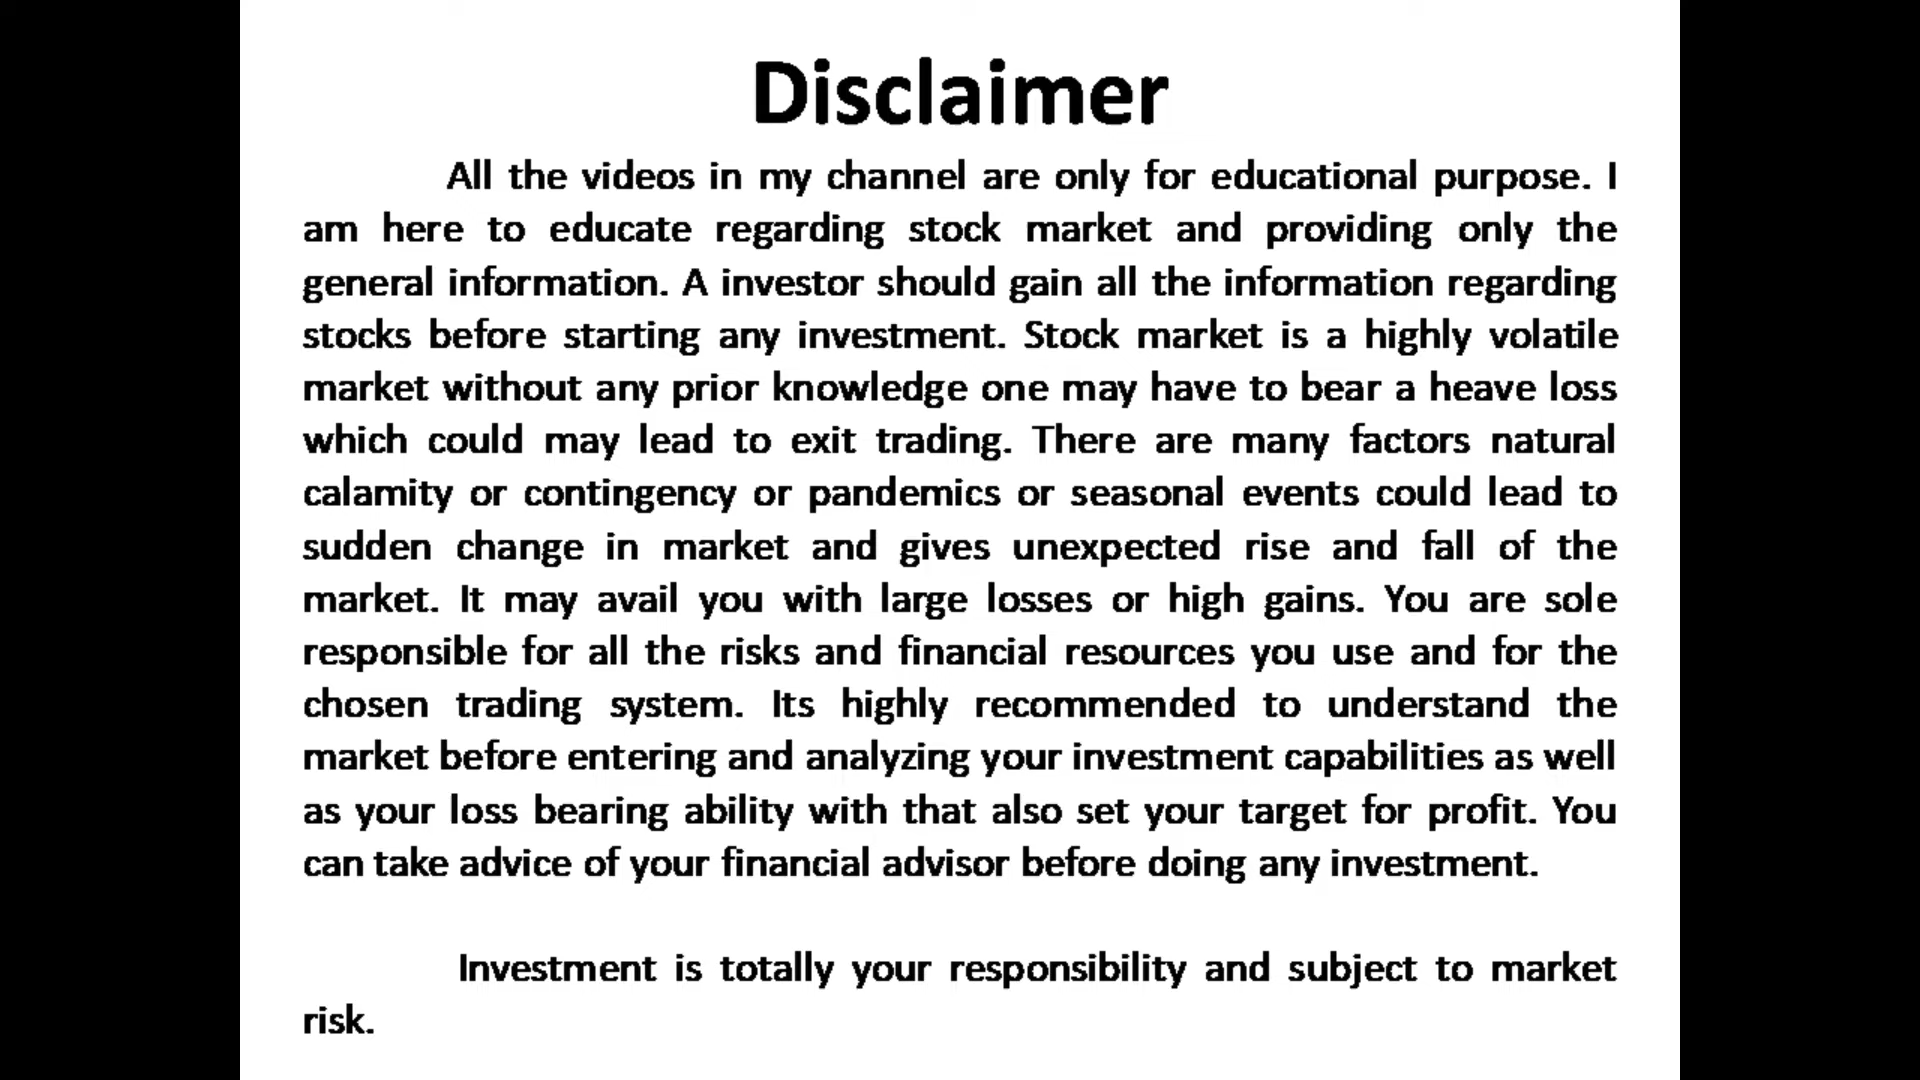 Disclaimer
All the videos in my channel are only for educational purpose. I
am here to educate regarding stock market and providing only the
general information. A investor should gain all the information regarding
stocks before starting any investment. Stock market is a highly volatile
market without any prior knowledge one may have to bear a heave loss
which could may lead to exit trading. There are many factors natural
calamity or contingency or pandemics or seasonal events could lead to
sudden change in market and gives unexpected rise and fall of the
market. It may avail you with large losses or high gains. You are sole
responsible for all the risks and financial resources you use and for the
chosen trading system. Its highly recommended to understand the
market before entering and analyzing your investment capabilities as well
as your loss bearing ability with that also set your target for profit. You
can take advice of your financial advisor before doing any investment.
Investment is totally your responsibility and subject to market
risk.